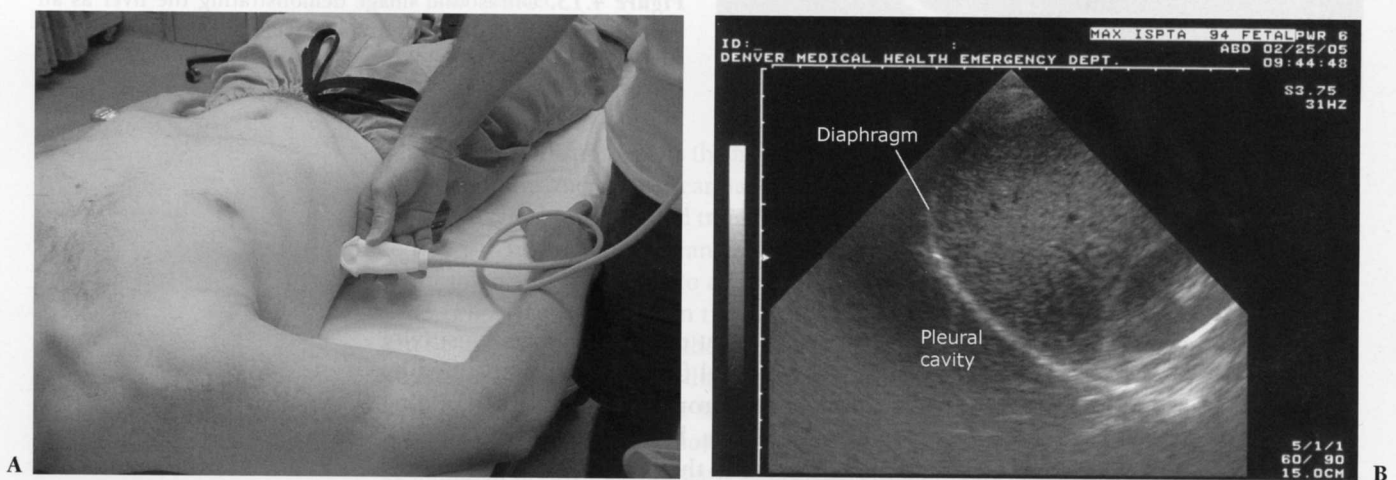 MAX ISPTA 94 FETAL PWR 6
ID:_ : ABD 02/25/05
DENVER MEDICAL HEALTH EMERGENCY DEPT. 09:44:48
S3.75
31HZ
Diaphragm
Pleural
cavity
5/1/1
60/ 90
15.0CM
A
B